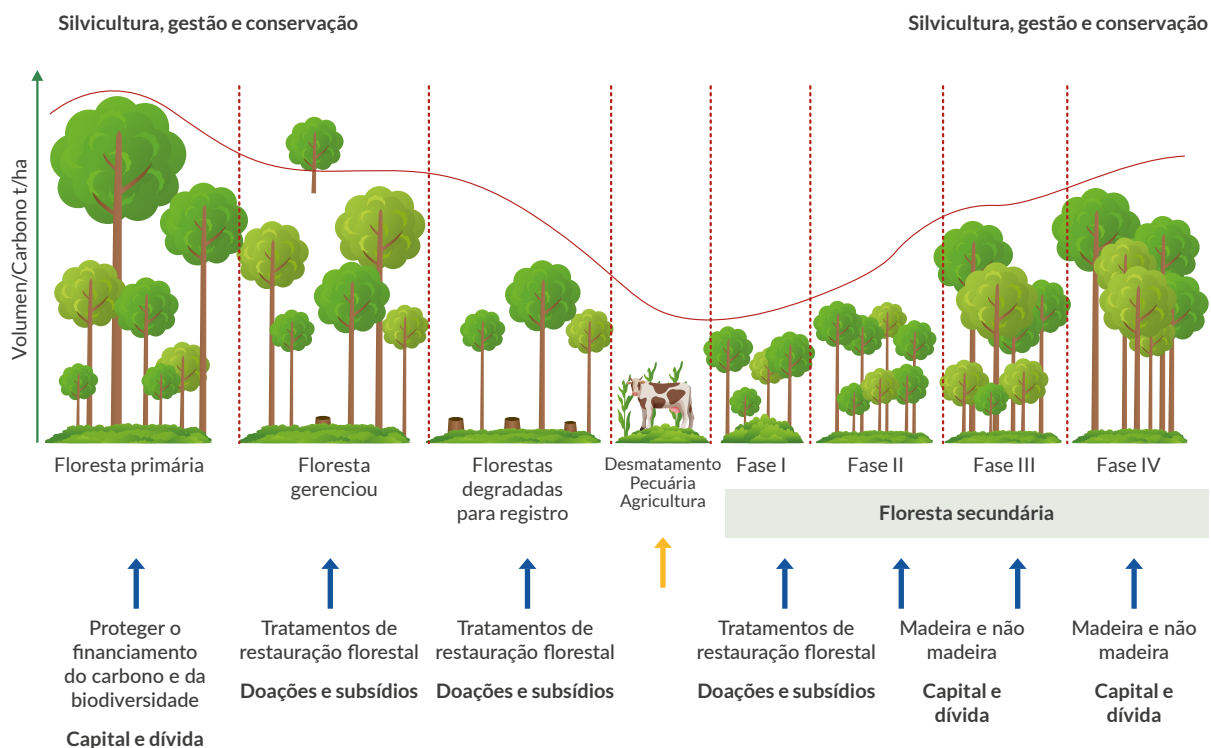 Silvicultura, gestão e conservação
Silvicultura, gestão e conservação
Volumen/Carbono t/ha
Floresta primária
Floresta
gerenciou
Florestas
degradadas
para registro
Desmatamento
Pecuária
Agricultura
Fase I
Fase II
Fase III
Fase IV
Floresta secundária
Proteger o
financiamento
do carbono e da
biodiversidade
Capital e dívida
Tratamentos de
restauração florestal
Doações e subsídios
Tratamentos de
restauração florestal
Doações e subsídios
Tratamentos de
restauração florestal
Doações e subsídios
Madeira e não
madeira
Capital e
dívida
Madeira e não
madeira
Capital e
dívida